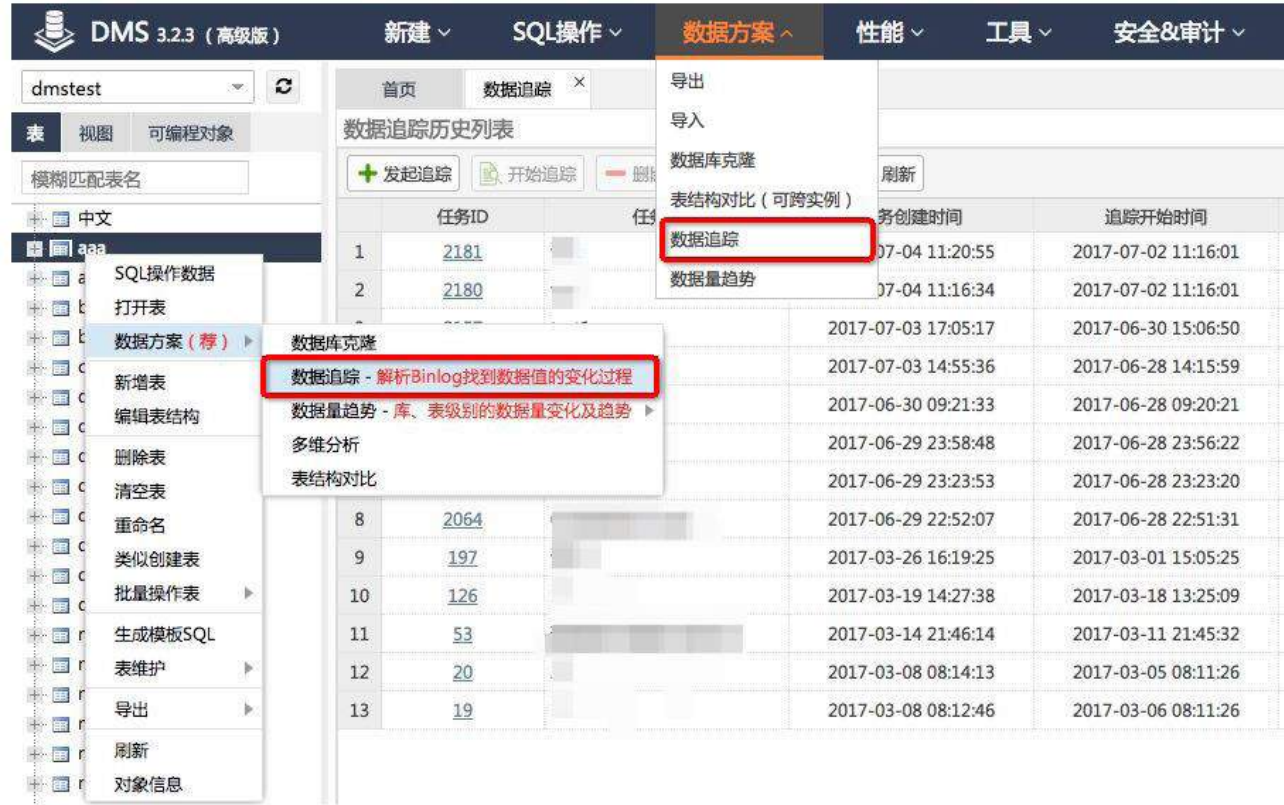 DMS 3.2.3 (高级版) 新建 SQL操作 数据方案 性能 工具 安全&审计
dmstest
首页 数据追踪 ×
导出
表 视图 可编程对象
数据追踪历史列表
导入
模糊匹配表名
发起追踪 开始追踪 刷新
数据库克隆
表结构对比(可跨实例)
数据追踪
数据量趋势
中文
aaa
任务ID 务创建时间 追踪开始时间
1 2181 07-04 11:20:55 2017-07-02 11:16:01
2 2180 07-04 11:16:34 2017-07-02 11:16:01
2017-07-03 17:05:17 2017-06-30 15:06:50
2017-07-03 14:55:36 2017-06-28 14:15:59
2017-06-30 09:21:33 2017-06-28 09:20:21
2017-06-29 23:58:48 2017-06-28 23:56:22
2017-06-29 23:23:53 2017-06-28 23:23:20
8 2064 2017-06-29 22:52:07 2017-06-28 22:51:31
9 197 2017-03-26 16:19:25 2017-03-01 15:05:25
10 126 2017-03-19 14:27:38 2017-03-18 13:25:09
11 53 2017-03-14 21:46:14 2017-03-11 21:45:32
12 20 2017-03-08 08:14:13 2017-03-05 08:11:26
13 19 2017-03-08 08:12:46 2017-03-06 08:11:26
SQL操作数据
打开表
数据方案(荐)
新增表
编辑表结构
删除表
清空表
重命名
类似创建表
批量操作表
生成模板SQL
表维护
导出
刷新
对象信息
数据库克隆
数据追踪 - 解析Binlog找到数据值的变化过程
数据量趋势 - 库、表级别的数据量变化及趋势
多维分析
表结构对比